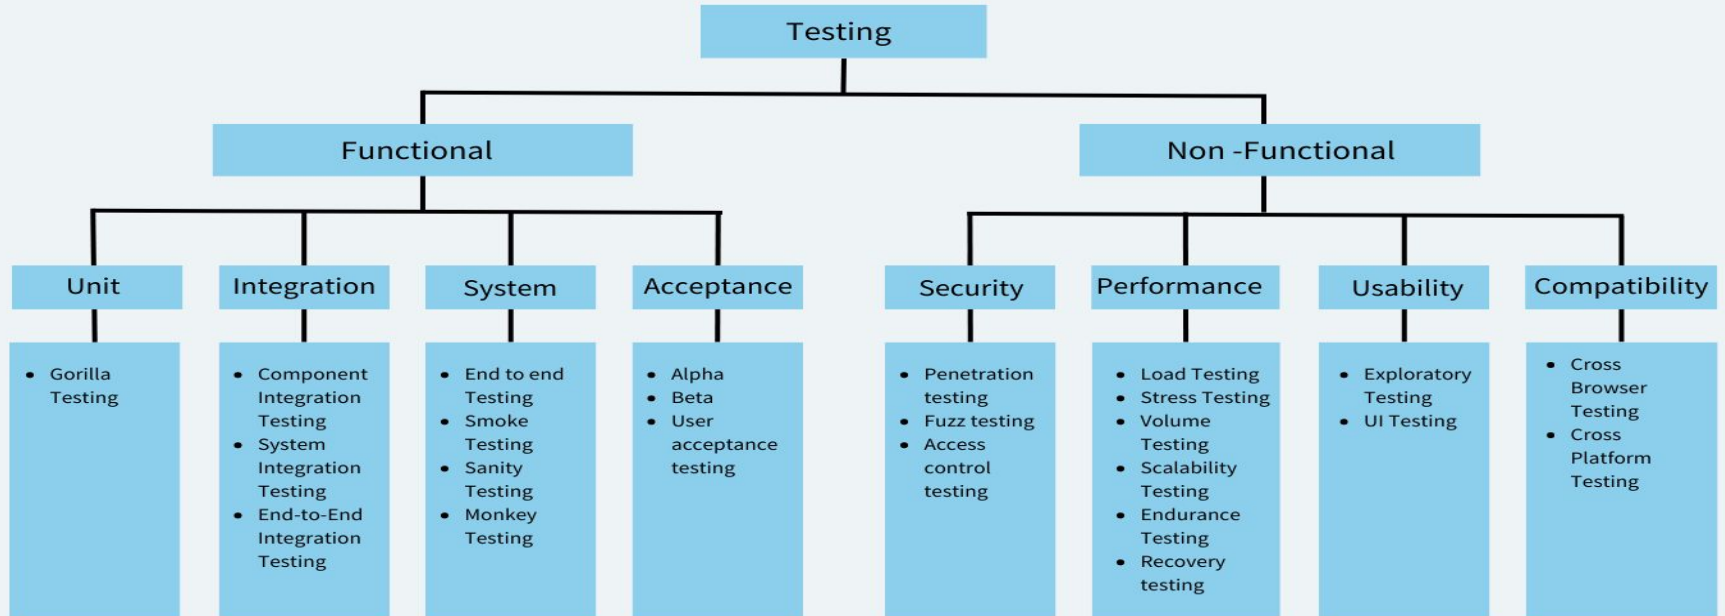 Testing
Functional
Non -Functional
Unit
Integration
System
Acceptance
Security
Performance
Usability
Compatibility
• Gorilla
Testing
• Component
Integration
Testing
• System
Integration
Testing
• End-to-End
Integration
Testing
• End to end
Testing
• Smoke
Testing
• Sanity
Testing
• Monkey
Testing
• Alpha
• Beta
• User
acceptance
testing
• Penetration
testing
• Fuzz testing
• Access
control
testing
• Load Testing
• Stress Testing
• Volume
Testing
• Scalability
Testing
• Endurance
Testing
• Recovery
testing
• Exploratory
Testing
• UI Testing
• Cross
Browser
Testing
• Cross
Platform
Testing